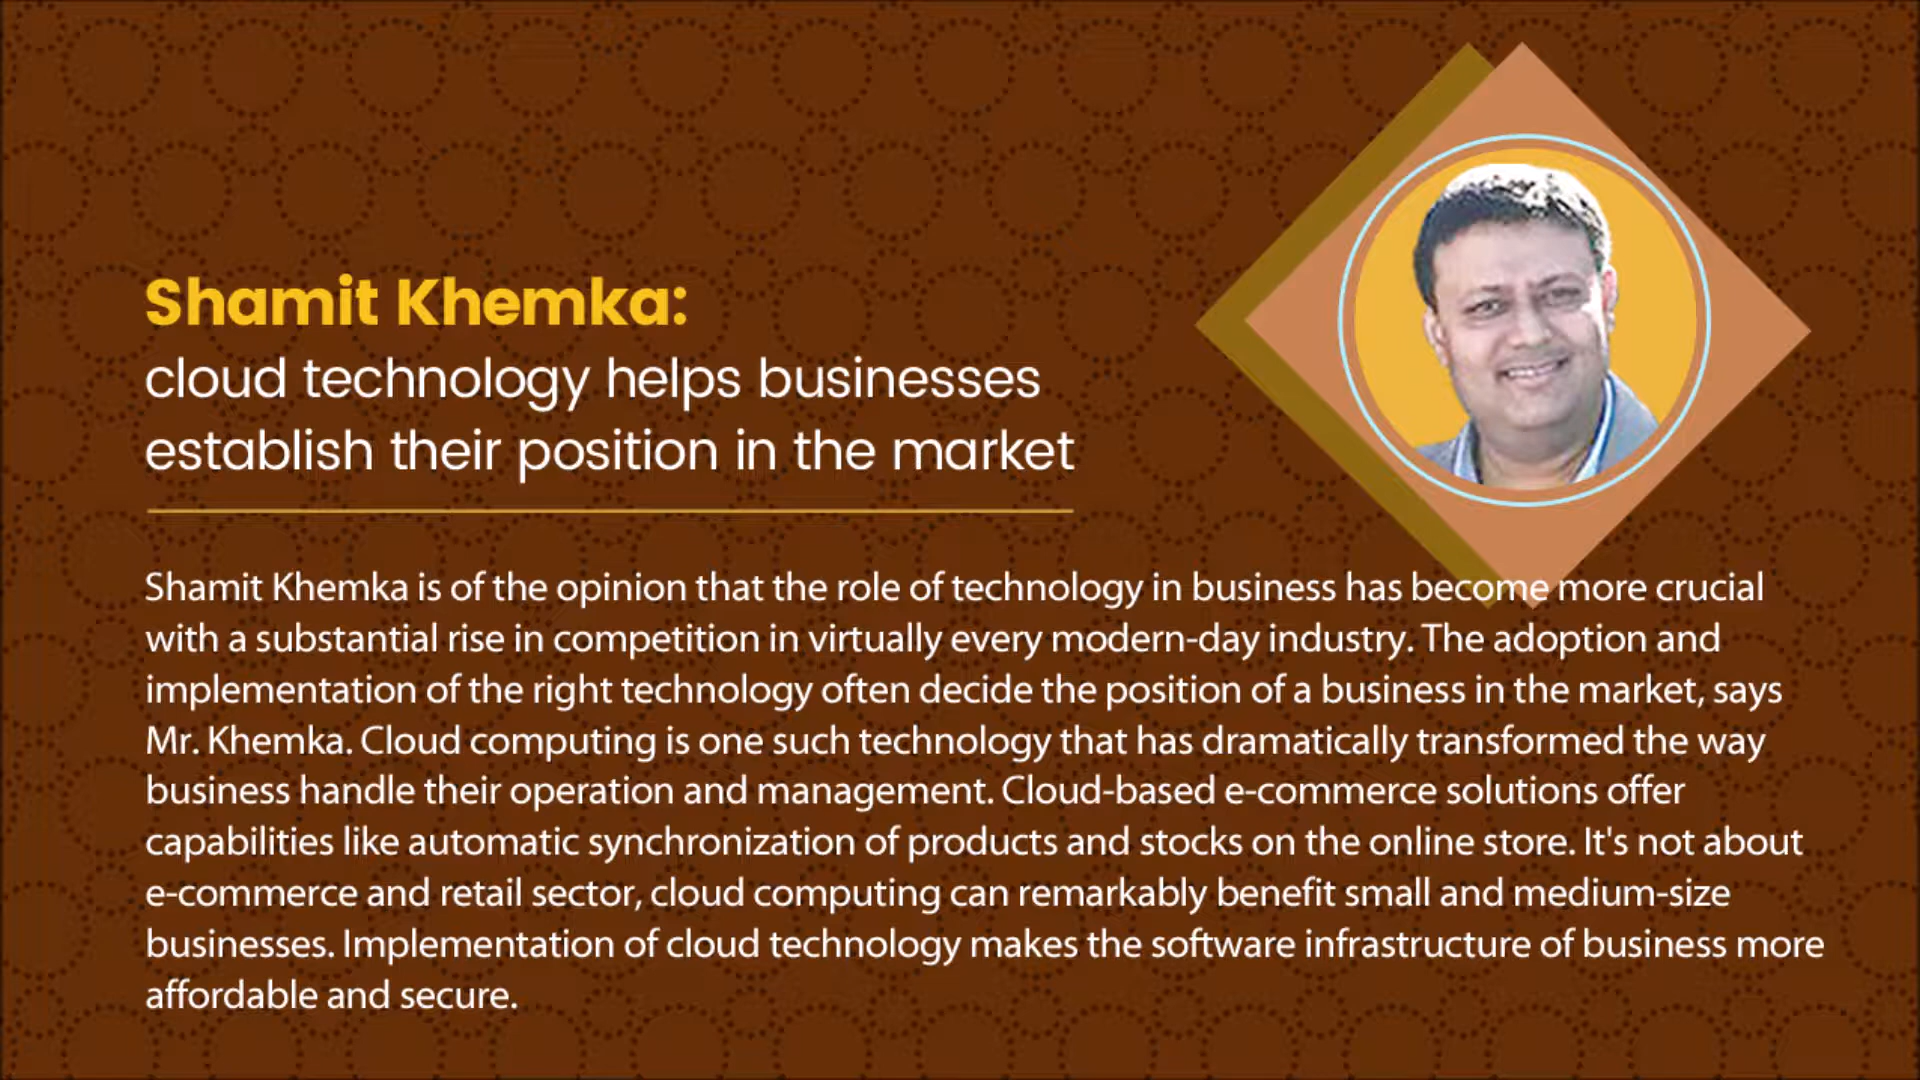 Shamit Khemka:
cloud technology helps businesses
establish their position in the market
Shamit Khemka is of the opinion that the role of technology in business has become more crucial
with a substantial rise in competition in virtually every modern-day industry. The adoption and
implementation of the right technology often decide the position of a business in the market, says
Mr. Khemka. Cloud computing is one such technology that has dramatically transformed the way
business handle their operation and management. Cloud-based e-commerce solutions offer
capabilities like automatic synchronization of products and stocks on the online store. It's not about
e-commerce and retail sector, cloud computing can remarkably benefit small and medium-size
businesses. Implementation of cloud technology makes the software infrastructure of business more
affordable and secure.